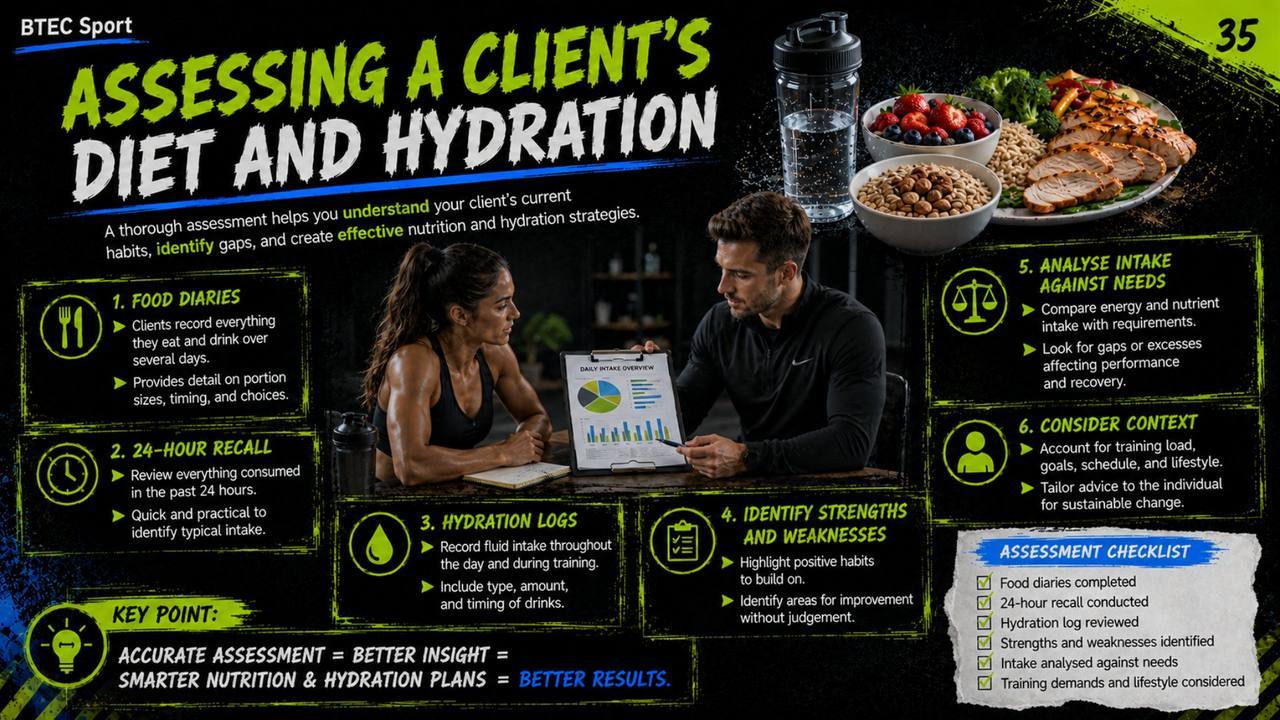 BTEC Sport
35
ASSESSING A CLIENT'S
DIET AND HYDRATION
A thorough assessment helps you understand your client's current
habits, identify gaps, and create effective nutrition and hydration strategies.
1. FOOD DIARIES
Clients record everything
they eat and drink over
several days.
Provides detail on portion
sizes, timing, and choices.
2. 24-HOUR RECALL
Review everything consumed
in the past 24 hours.
Quick and practical to
identify typical intake.
DAILY INTAKE OVERVIEW
3. HYDRATION LOGS
Record fluid intake throughout
the day and during training.
Include type, amount,
and timing of drinks.
4. IDENTIFY STRENGTHS
AND WEAKNESSES
Highlight positive habits
to build on.
Identify areas for improvement
without judgement.
5. ANALYSE INTAKE
AGAINST NEEDS
Compare energy and nutrient
intake with requirements.
Look for gaps or excesses
affecting performance
and recovery.
6. CONSIDER CONTEXT
Account for training load,
goals, schedule, and lifestyle.
Tailor advice to the individual
for sustainable change.
KEY POINT:
ACCURATE ASSESSMENT = BETTER INSIGHT =
SMARTER NUTRITION & HYDRATION PLANS = BETTER RESULTS.
ASSESSMENT CHECKLIST
Food diaries completed
24-hour recall conducted
Hydration log reviewed
Strengths and weaknesses identified
Intake analysed against needs
Training demands and lifestyle considered